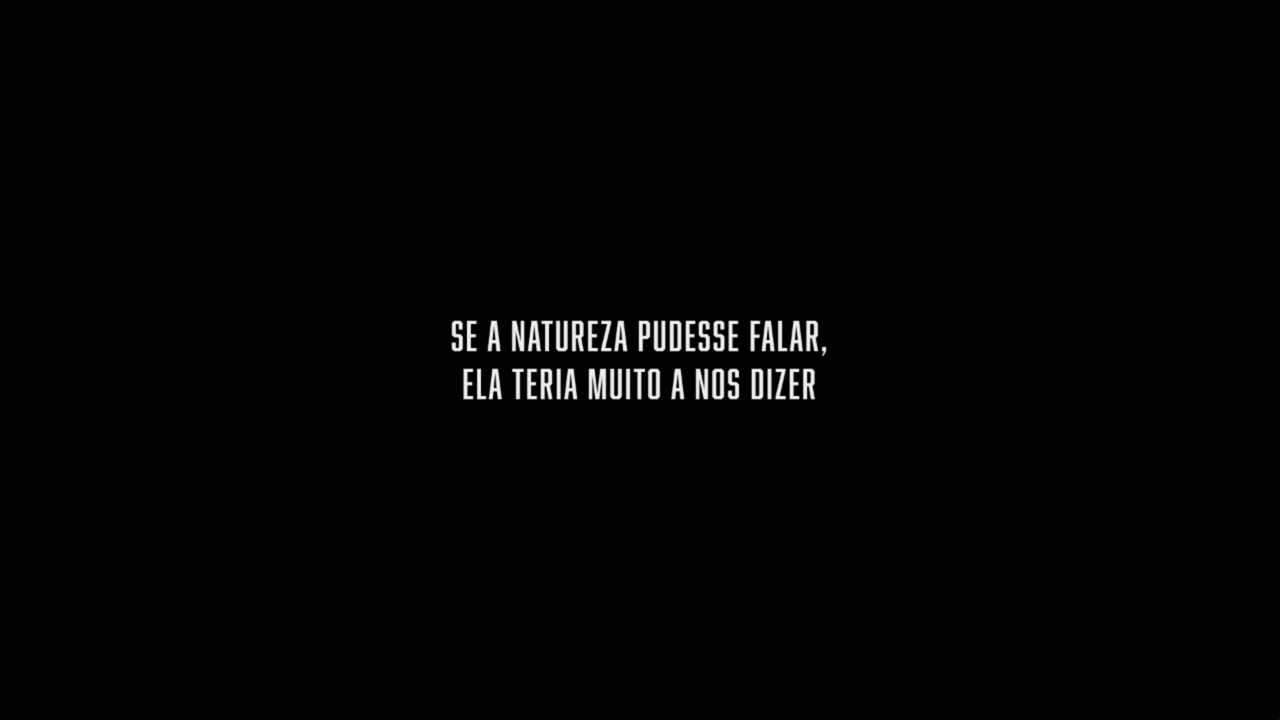 SE A NATUREZA PUDESSE FALAR,
ELA TERIA MUITO A NOS DIZER